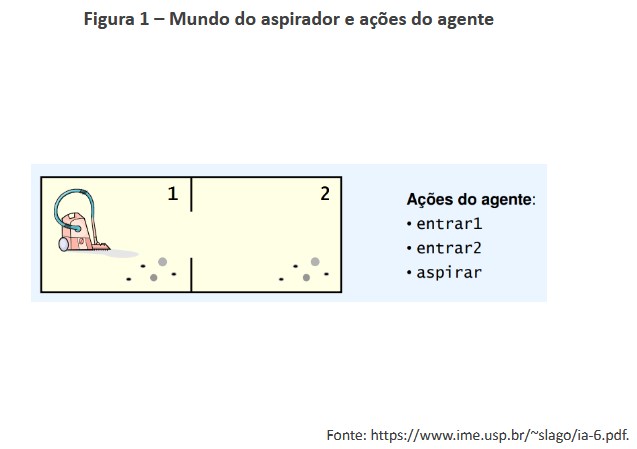 Figura 1 – Mundo do aspirador e ações do agente
1
2
Ações do agente:
• entrar1
• entrar2
• aspirar
Fonte: https://www.ime.usp.br/~slago/ia-6.pdf.